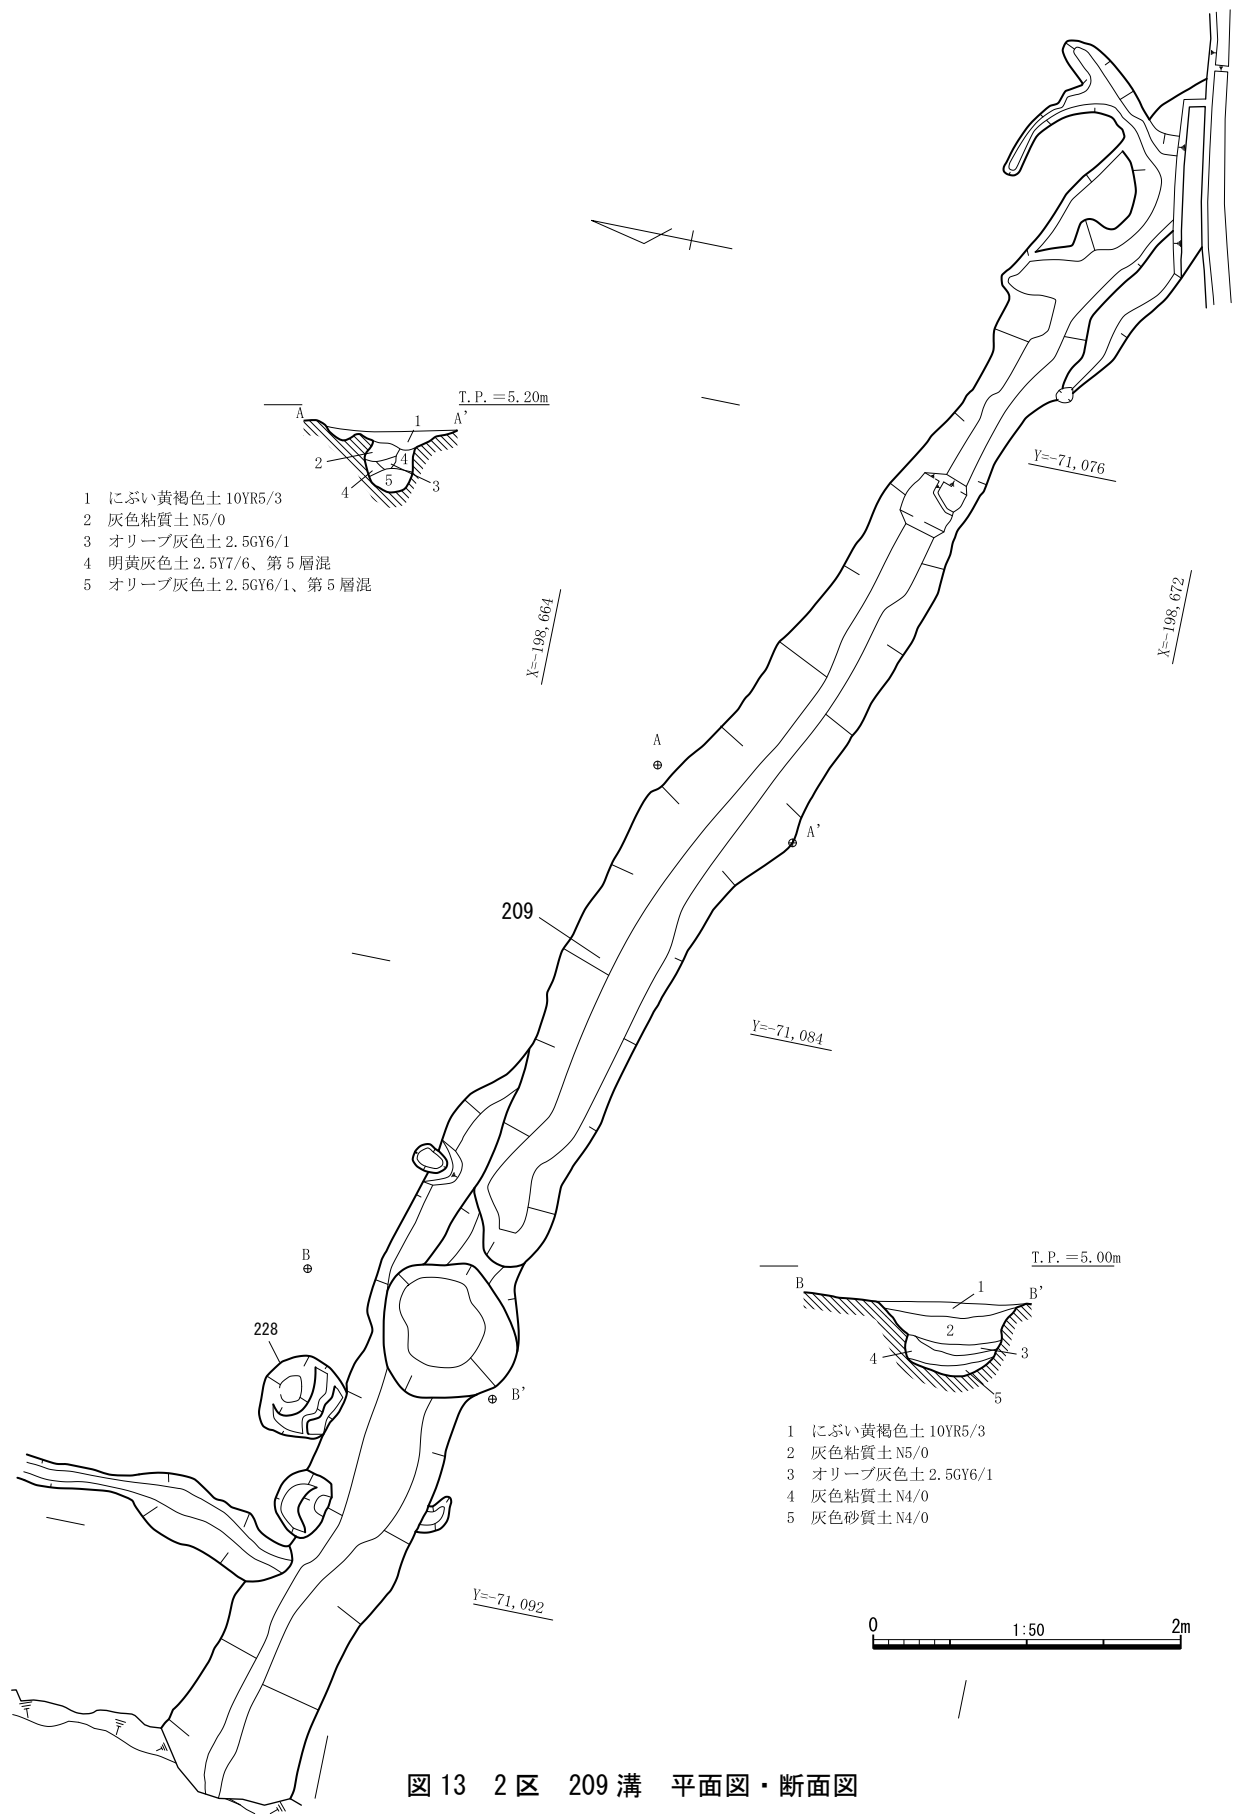 T.P.＝5.20m
A
A'
1
2
4
3
5
4
1 にぶい黄褐色土 10YR5/3
2 灰色粘質土 N5/0
3 オリーブ灰色土 2.5GY6/1
4 明黄灰色土 2.5Y7/6、第５層混
5 オリーブ灰色土 2.5GY6/1、第５層混
Y=-71,076
X=-198,664
X=-198,672
A
A'
209
Y=-71,084
B
228
B'
T.P.＝5.00m
B
B'
1
2
3
4
5
1 にぶい黄褐色土 10YR5/3
2 灰色粘質土 N5/0
3 オリーブ灰色土 2.5GY6/1
4 灰色粘質土 N4/0
5 灰色砂質土 N4/0
Y=-71,092
0 1:50 2m
図 13 2 区 209 溝 平面図・断面図